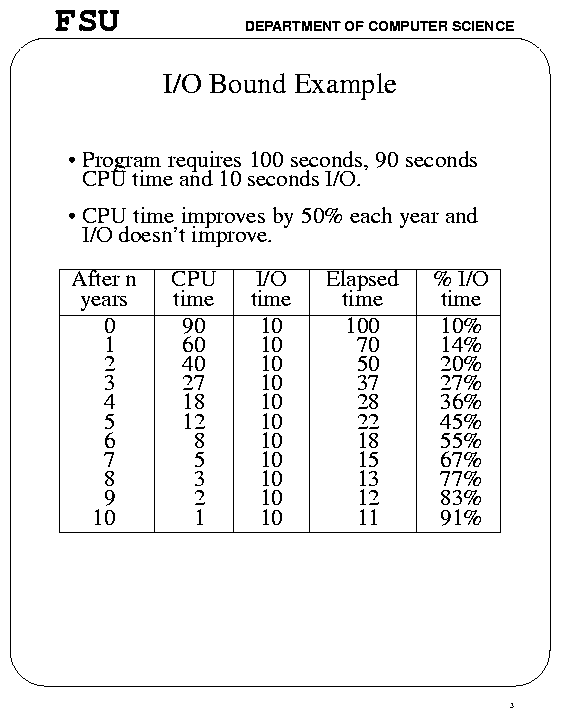 FSU DEPARTMENT OF COMPUTER SCIENCE
I/O Bound Example
• Program requires 100 seconds, 90 seconds
CPU time and 10 seconds I/O.
• CPU time improves by 50% each year and
I/O doesn't improve.
After n CPU I/O Elapsed % I/O
years time time time time
0 90 10 100 10%
1 60 10 70 14%
2 40 10 50 20%
3 27 10 37 27%
4 18 10 28 36%
5 12 10 22 45%
6 8 10 18 55%
7 5 10 15 67%
8 3 10 13 77%
9 2 10 12 83%
10 1 10 11 91%
3